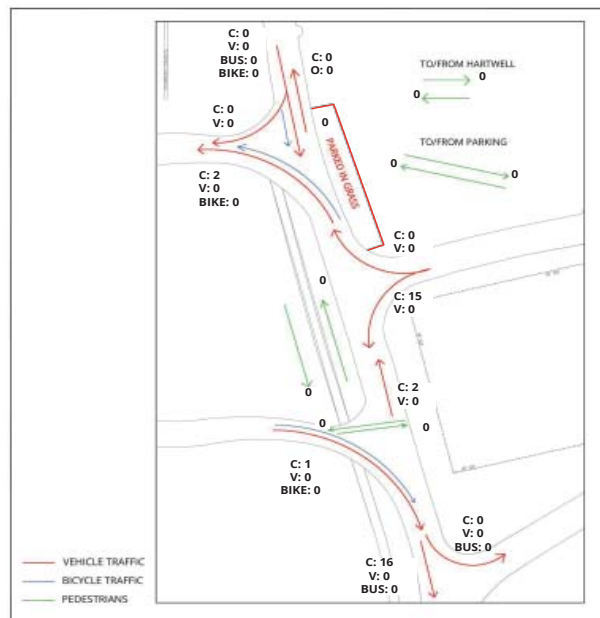 C: 0
V: 0
BUS: 0
BIKE: 0
C: 0
O: 0
TO/FROM HARTWELL
0
0
C: 0
V: 0
0
PARKED IN GRASS
TO/FROM PARKING
0
0
C: 2
V: 0
BIKE: 0
C: 0
V: 0
0
C: 15
V: 0
0
C: 2
V: 0
0
0
C: 1
V: 0
BIKE: 0
C: 0
V: 0
BUS: 0
C: 16
V: 0
BUS: 0
VEHICLE TRAFFIC
BICYCLE TRAFFIC
PEDESTRIANS